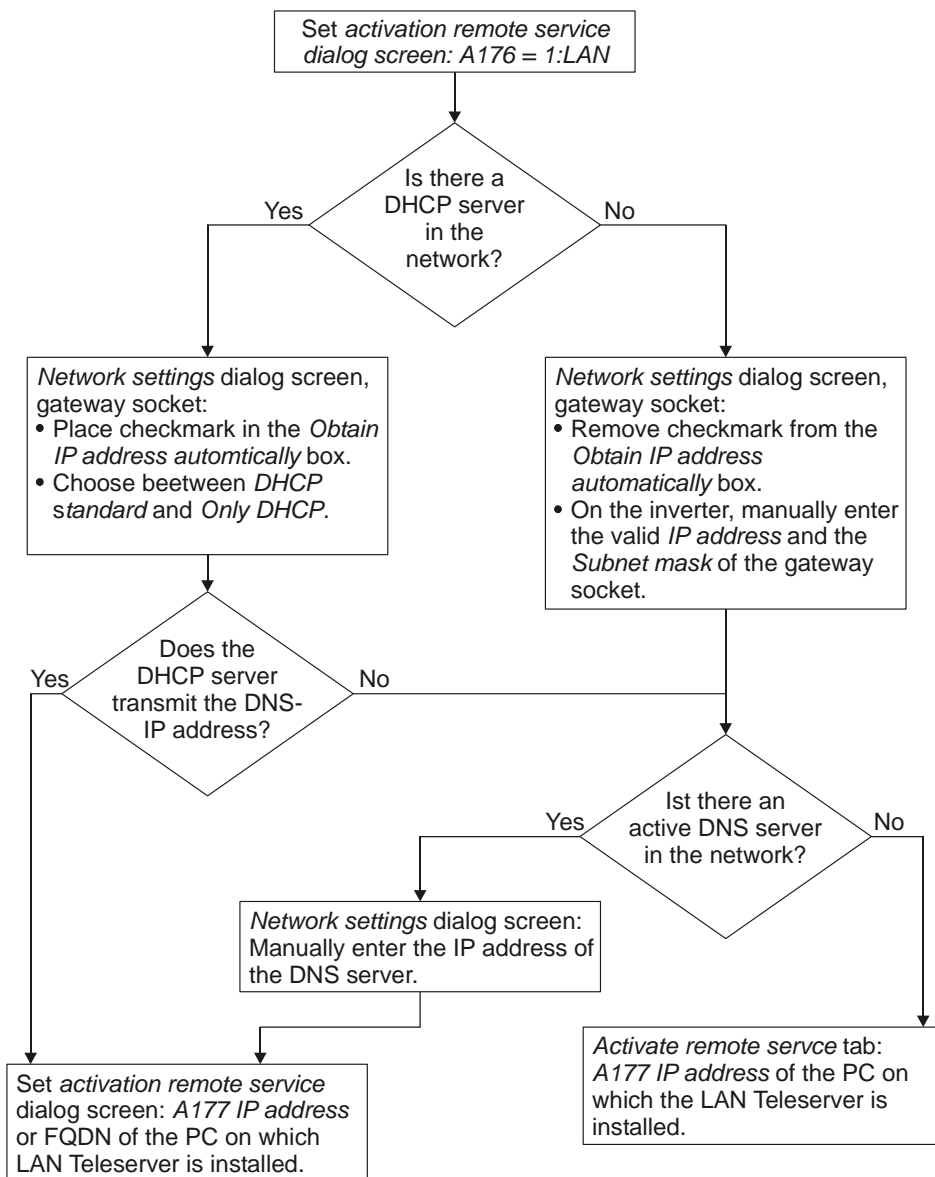 Set activation remote service
dialog screen: A176 = 1:LAN
Is there a
DHCP server
in the
network?
Yes
No
Network settings dialog screen,
gateway socket:
• Place checkmark in the Obtain
IP address automtically box.
• Choose beetween DHCP
standard and Only DHCP.
Network settings dialog screen,
gateway socket:
• Remove checkmark from the
Obtain IP address
automatically box.
• On the inverter, manually enter
the valid IP address and the
Subnet mask of the gateway
socket.
Does the
DHCP server
transmit the DNS-
IP address?
Yes
No
Ist there an
active DNS server
in the network?
Yes
No
Network settings dialog screen:
Manually enter the IP address of
the DNS server.
Set activation remote service
dialog screen: A177 IP address
or FQDN of the PC on which
LAN Teleserver is installed.
Activate remote servce tab:
A177 IP address of the PC on
which the LAN Teleserver is
installed.